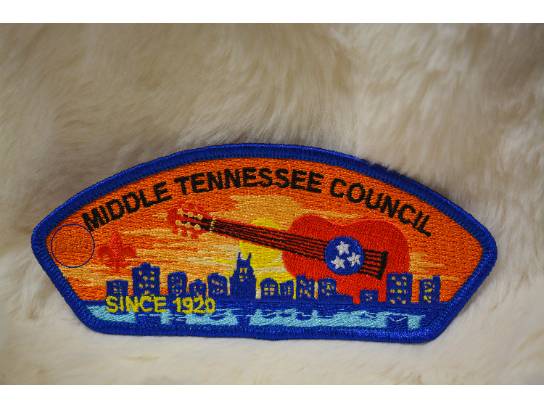 MIDDLE TENNESSEE COUNCIL
SINCE 1920